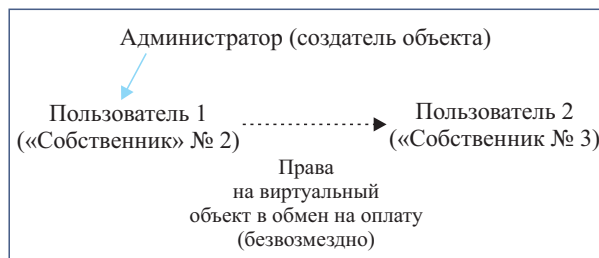 Администратор (создатель объекта)
Пользователь 1
(«Собственник» № 2)
Пользователь 2
(«Собственник № 3)
Права
на виртуальный
объект в обмен на оплату
(безвозмездно)